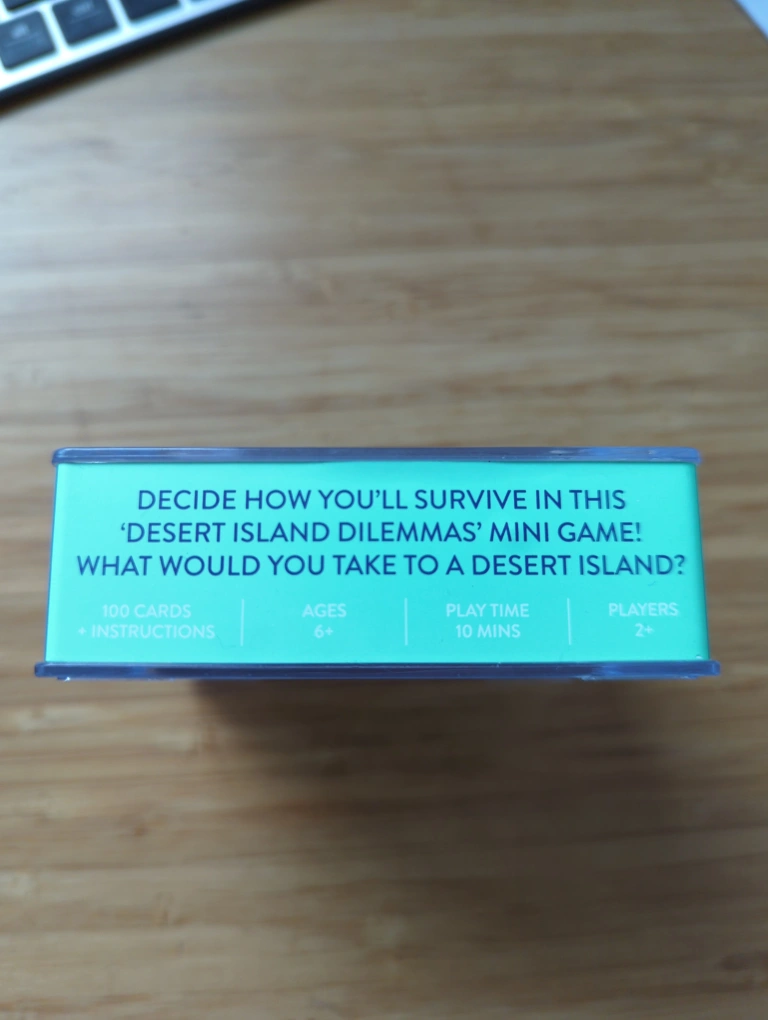 DECIDE HOW YOU’LL SURVIVE IN THIS
‘DESERT ISLAND DILEMMAS’ MINI GAME!
WHAT WOULD YOU TAKE TO A DESERT ISLAND?
100 CARDS
+ INSTRUCTIONS
AGES
6+
PLAY TIME
10 MINS
PLAYERS
2+